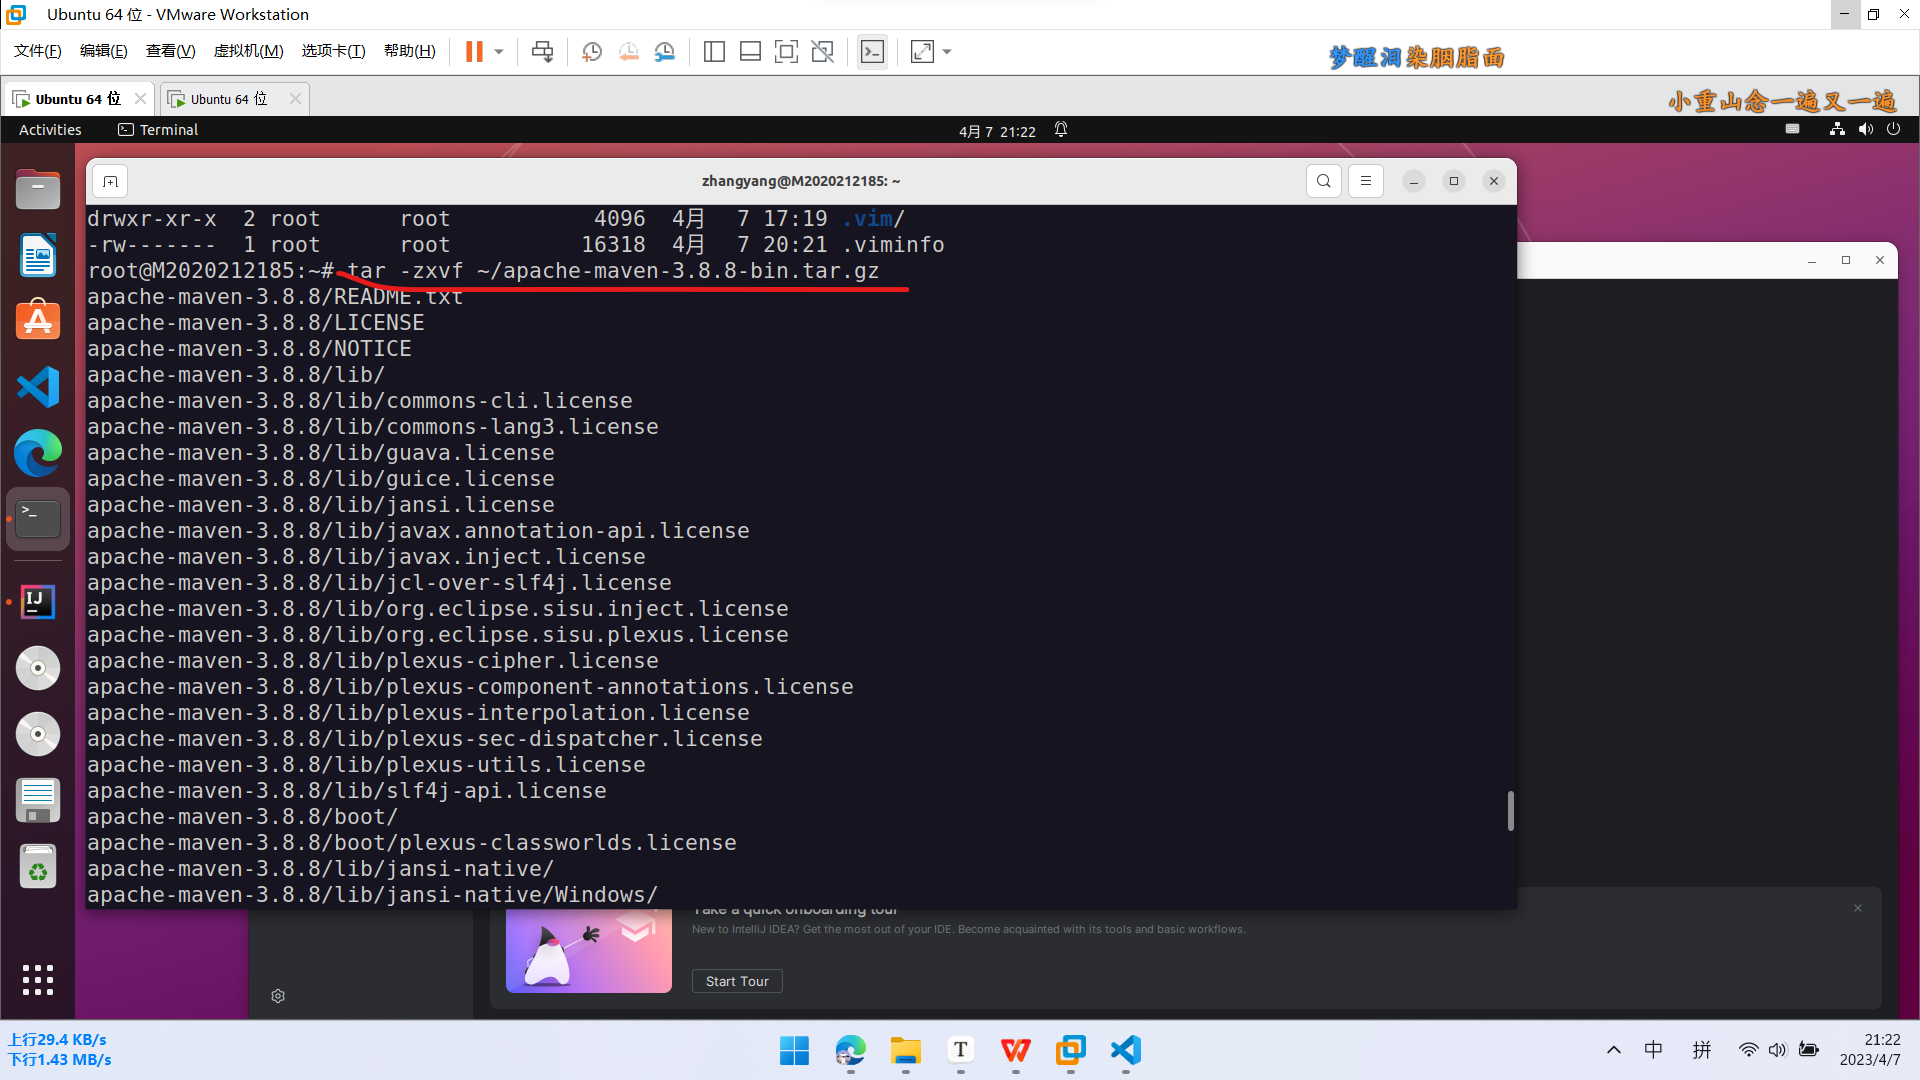 Ubuntu 64 位 - VMware Workstation
文件(F) 编辑(E) 查看(V) 虚拟机(M) 选项卡(T) 帮助(H)
梦醒泪染胭脂面
Ubuntu 64 位 Ubuntu 64 位
小重山念一遍又一遍
Activities Terminal 4月 7 21:22
zhangyang@M2020212185: ~
drwxr-xr-x 2 root root 4096 4月 7 17:19 .vim/
-rw------- 1 root root 16318 4月 7 20:21 .viminfo
root@M2020212185:~# tar -zxvf ~/apache-maven-3.8.8-bin.tar.gz
apache-maven-3.8.8/README.txt
apache-maven-3.8.8/LICENSE
apache-maven-3.8.8/NOTICE
apache-maven-3.8.8/lib/
apache-maven-3.8.8/lib/commons-cli.license
apache-maven-3.8.8/lib/commons-lang3.license
apache-maven-3.8.8/lib/guava.license
apache-maven-3.8.8/lib/guice.license
apache-maven-3.8.8/lib/jansi.license
apache-maven-3.8.8/lib/javax.annotation-api.license
apache-maven-3.8.8/lib/javax.inject.license
apache-maven-3.8.8/lib/jcl-over-slf4j.license
apache-maven-3.8.8/lib/org.eclipse.sisu.inject.license
apache-maven-3.8.8/lib/org.eclipse.sisu.plexus.license
apache-maven-3.8.8/lib/plexus-cipher.license
apache-maven-3.8.8/lib/plexus-component-annotations.license
apache-maven-3.8.8/lib/plexus-interpolation.license
apache-maven-3.8.8/lib/plexus-sec-dispatcher.license
apache-maven-3.8.8/lib/plexus-utils.license
apache-maven-3.8.8/lib/slf4j-api.license
apache-maven-3.8.8/boot/
apache-maven-3.8.8/boot/plexus-classworlds.license
apache-maven-3.8.8/lib/jansi-native/
apache-maven-3.8.8/lib/jansi-native/Windows/
Take a quick onboarding tour
New to IntelliJ IDEA? Get the most out of your IDE. Become acquainted with its tools and basic workflows.
Start Tour
上行29.4 KB/s
下行1.43 MB/s
中 拼
21:22
2023/4/7